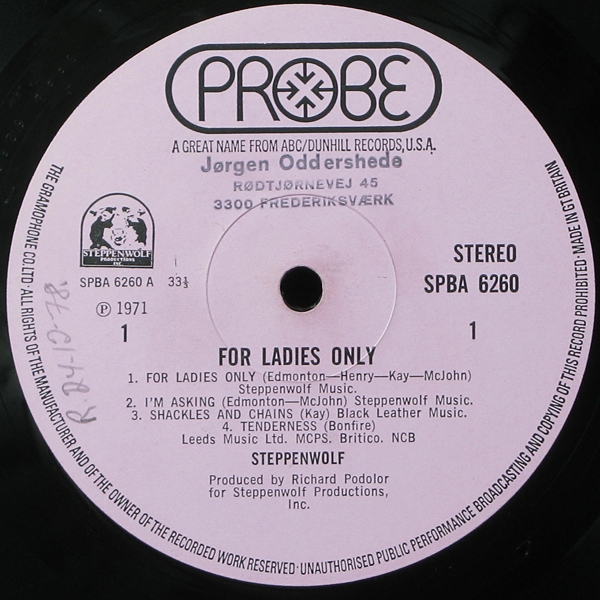 PROBE
A GREAT NAME FROM ABC/DUNHILL RECORDS, U.S.A.
Jørgen Oddershede
RØDTJØRNEVEJ 45
3300 FREDERIKSVÆRK
STEPPENWOLF
PRODUCTIONS
INC.
SPBA 6260 A 33⅓
Ⓟ 1971
1
STEREO
SPBA 6260
1
FOR LADIES ONLY
1. FOR LADIES ONLY (Edmonton—Henry—Kay—McJohn)
Steppenwolf Music.
2. I'M ASKING (Edmonton—McJohn) Steppenwolf Music.
3. SHACKLES AND CHAINS (Kay) Black Leather Music.
4. TENDERNESS (Bonfire)
Leeds Music Ltd. MCPS. Britico. NCB
STEPPENWOLF
Produced by Richard Podolor
for Steppenwolf Productions,
Inc.
THE GRAMOPHONE CO. LTD · ALL RIGHTS OF THE MANUFACTURER AND OF THE OWNER OF THE RECORDED WORK RESERVED · UNAUTHORISED PUBLIC PERFORMANCE BROADCASTING AND COPYING OF THIS RECORD PROHIBITED · MADE IN GT BRITAIN